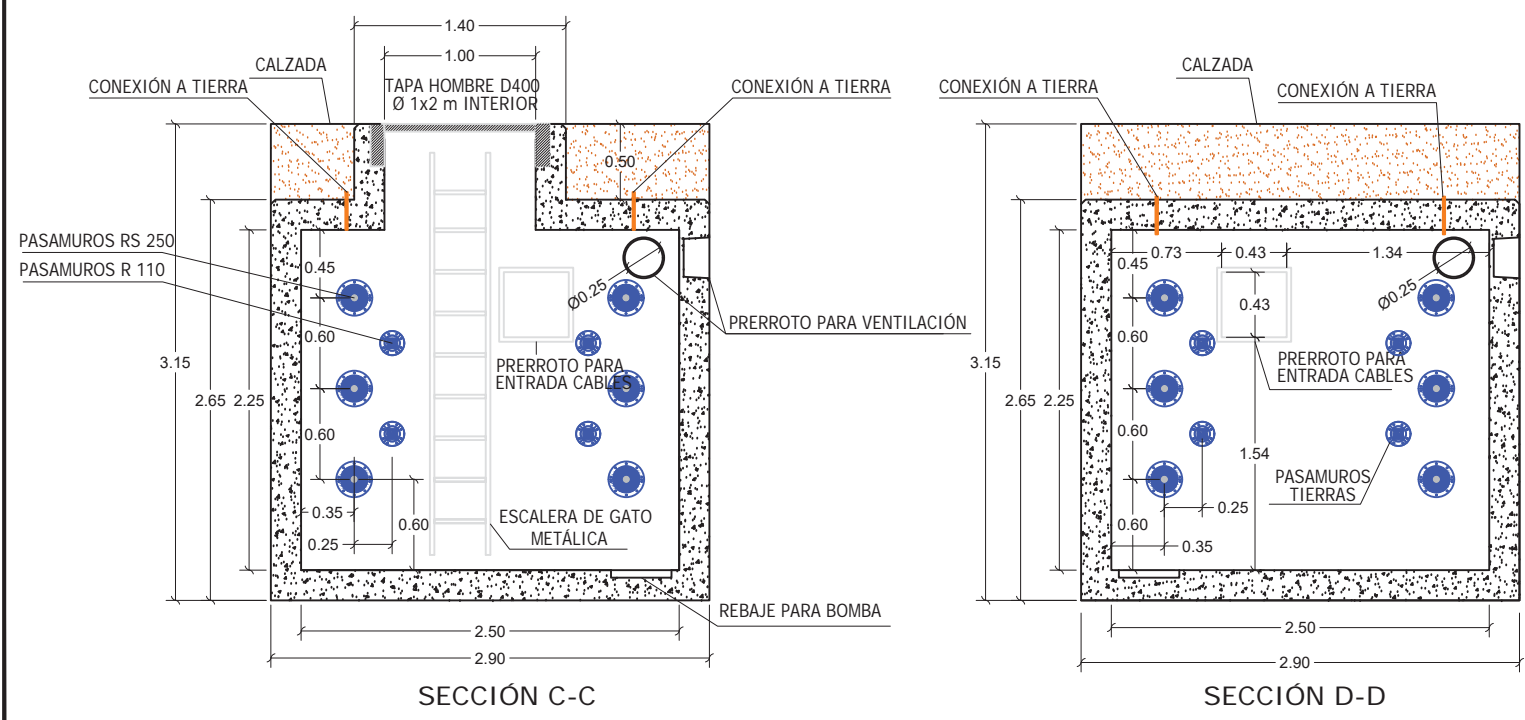 1.40
1.00
CALZADA
TAPA HOMBRE D400
Ø 1x2 m INTERIOR
CONEXIÓN A TIERRA
CONEXIÓN A TIERRA
0.50
PASAMUROS RS 250
PASAMUROS R 110
0.45
Ø0.25
PRERROTO PARA VENTILACIÓN
0.60
3.15
PRERROTO PARA
ENTRADA CABLES
2.65
2.25
0.60
0.35
0.25
0.60
ESCALERA DE GATO
METÁLICA
REBAJE PARA BOMBA
2.50
2.90
SECCIÓN C-C
CALZADA
CONEXIÓN A TIERRA
CONEXIÓN A TIERRA
0.73
0.43
1.34
0.45
Ø0.25
0.43
0.60
3.15
PRERROTO PARA
ENTRADA CABLES
2.65
2.25
0.60
1.54
PASAMUROS
TIERRAS
0.25
0.60
0.35
2.50
2.90
SECCIÓN D-D